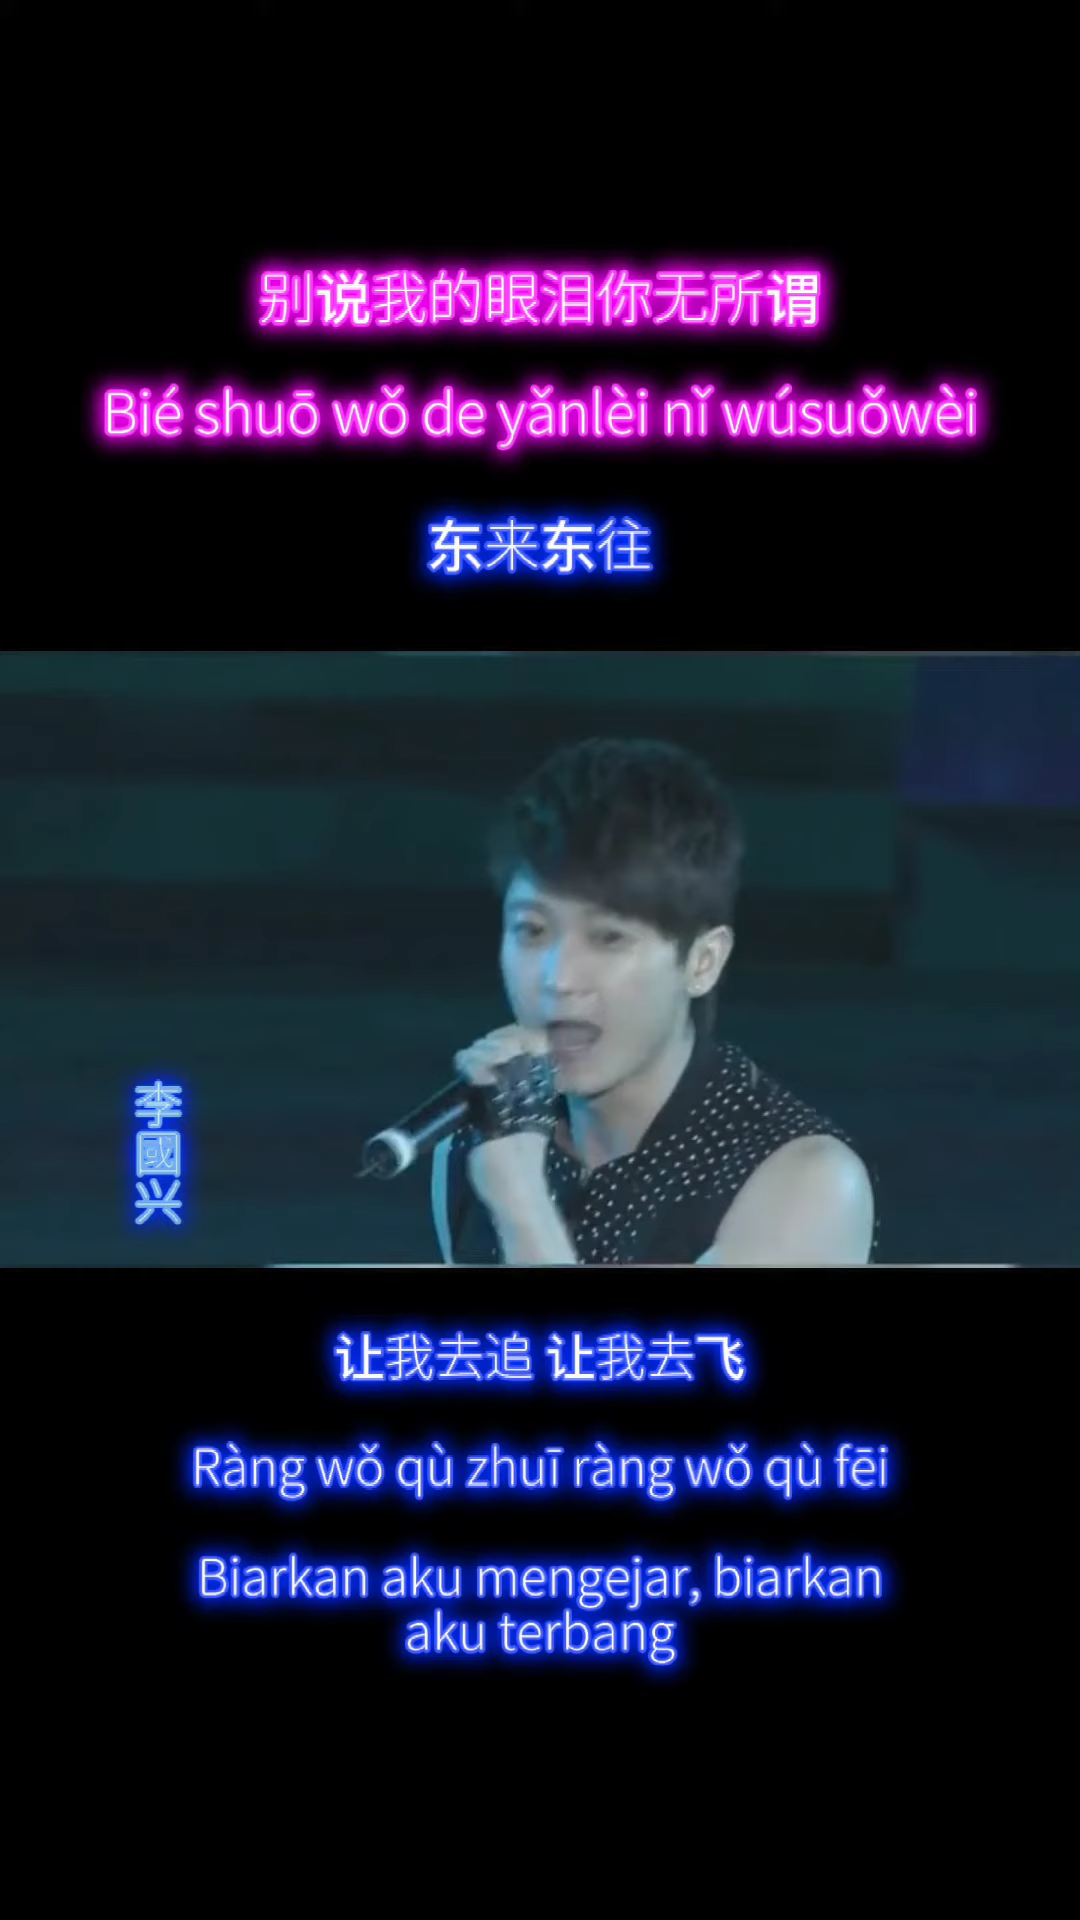 别说我的眼泪你无所谓
Bié shuō wǒ de yǎnlèi nǐ wúsuǒwèi
东来东往
李國兴
让我去追 让我去飞
Ràng wǒ qù zhuī ràng wǒ qù fēi
Biarkan aku mengejar, biarkan
aku terbang